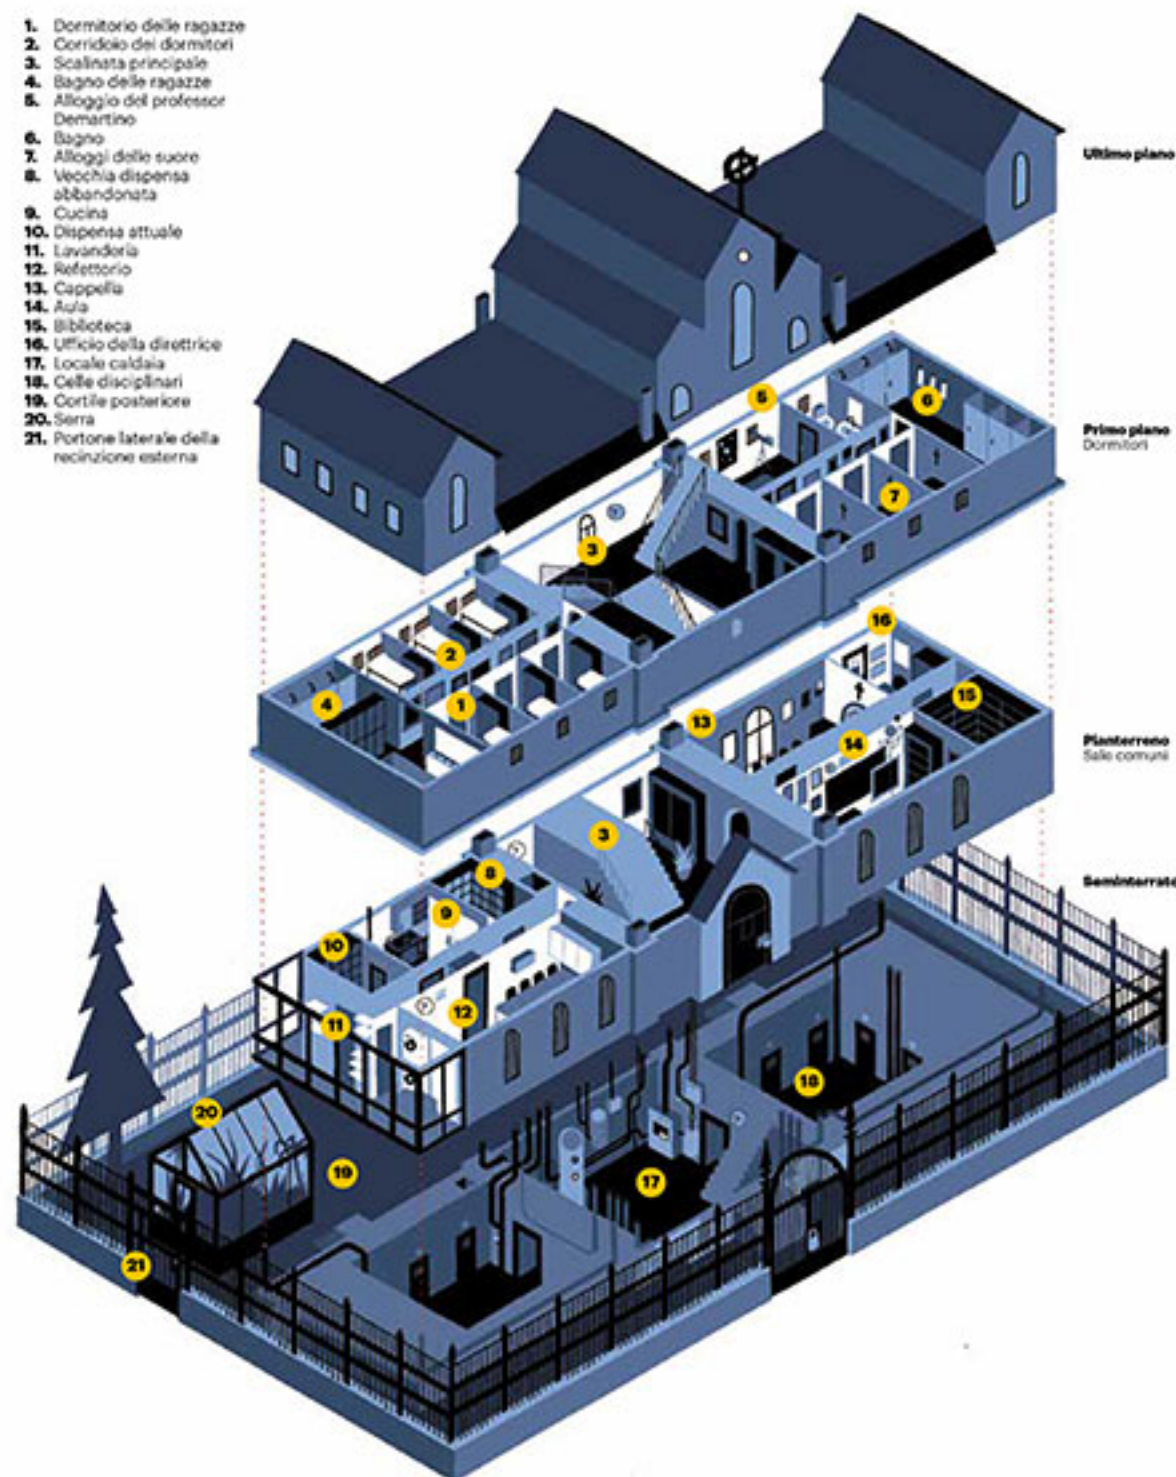 1. Dormitorio delle ragazze
2. Corridoio dei dormitori
3. Scalinata principale
4. Bagno delle ragazze
5. Alloggio del professor
Demartino
6. Bagno
7. Alloggi delle suore
8. Vecchia dispensa
abbandonata
9. Cucina
10. Dispensa attuale
11. Lavanderia
12. Refettorio
13. Cappella
14. Aula
15. Biblioteca
16. Ufficio della direttrice
17. Locale caldaia
18. Celle disciplinari
19. Cortile posteriore
20. Serra
21. Portone laterale della
recinzione esterna
Ultimo piano
5
6
Primo piano
Dormitori
7
3
2
4
1
16
15
13
14
Pianterreno
Sale comuni
3
8
Seminterrato
9
10
12
11
18
20
19
17
21